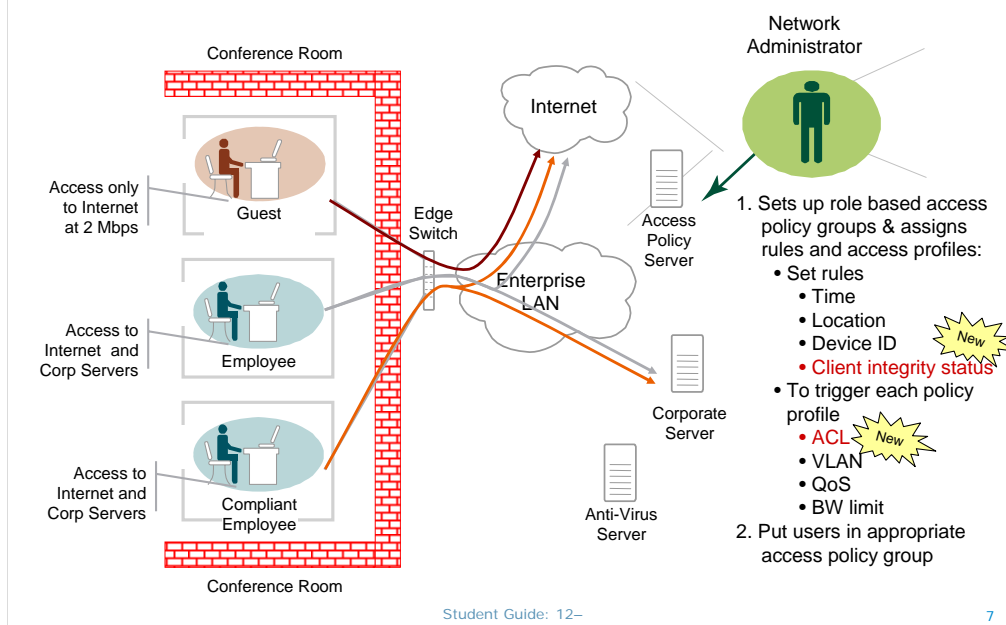 Conference Room
Network
Administrator
Internet
Guest
Access only
to Internet
at 2 Mbps
Edge
Switch
Access
Policy
Server
Enterprise
LAN
Employee
Access to
Internet and
Corp Servers
Corporate
Server
Compliant
Employee
Access to
Internet and
Corp Servers
Anti-Virus
Server
Conference Room
1. Sets up role based access
policy groups & assigns
rules and access profiles:
• Set rules
• Time
• Location
• Device ID
New
• Client integrity status
• To trigger each policy
profile
• ACL
New
• VLAN
• QoS
• BW limit
2. Put users in appropriate
access policy group
Student Guide: 12–
7